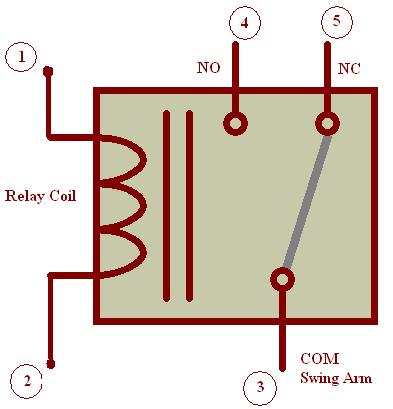 4
5
1
NO
NC
Relay Coil
COM
Swing Arm
2
3